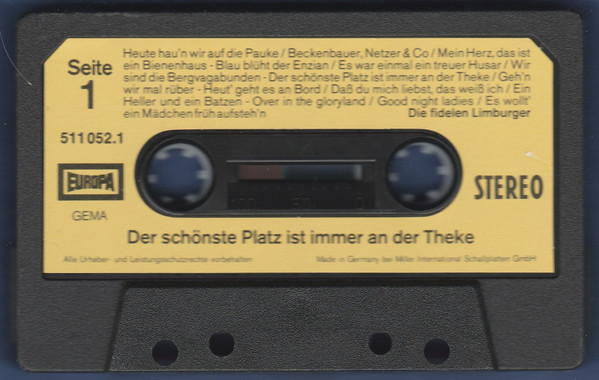 Heute hau'n wir auf die Pauke / Beckenbauer, Netzer & Co / Mein Herz, das ist
ein Bienenhaus - Blau blüht der Enzian / Es war einmal ein treuer Husar / Wir
sind die Bergvagabunden - Der schönste Platz ist immer an der Theke / Geh'n
wir mal rüber - Heut' geht es an Bord / Daß du mich liebst, das weiß ich / Ein
Heller und ein Batzen - Over in the gloryland / Good night ladies / Es wollt'
ein Mädchen früh aufsteh'n
Die fidelen Limburger
Seite
1
511 052.1
EUROPA
GEMA
STEREO
100 50 0
Der schönste Platz ist immer an der Theke
Alle Urheber- und Leistungsschutzrechte vorbehalten
Made in Germany bei Miller International Schallplatten GmbH